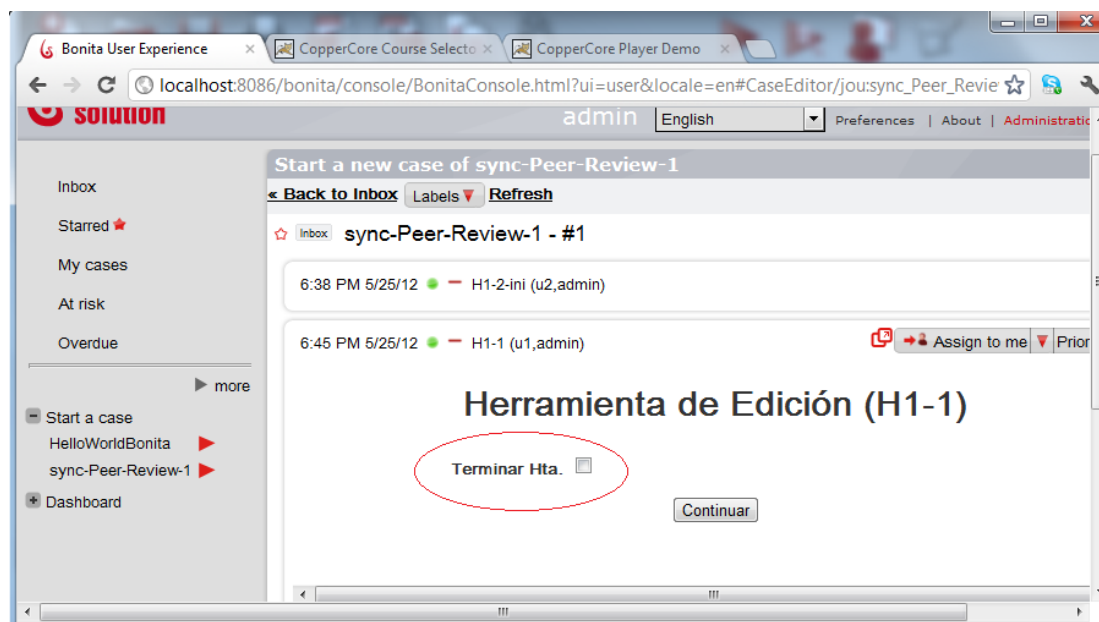 Bonita User Experience
CopperCore Course Selecto
CopperCore Player Demo
localhost:8086/bonita/console/BonitaConsole.html?ui=user&locale=en#CaseEditor/jou:sync_Peer_Revie
solution
admin
English
Preferences | About | Administratic
Start a new case of sync-Peer-Review-1
« Back to Inbox Labels Refresh
Inbox
Starred
My cases
At risk
Overdue
more
Start a case
HelloWorldBonita
sync-Peer-Review-1
Dashboard
Inbox sync-Peer-Review-1 - #1
6:38 PM 5/25/12 H1-2-ini (u2,admin)
6:45 PM 5/25/12 H1-1 (u1,admin)
Assign to me Prior
Herramienta de Edición (H1-1)
Terminar Hta.
Continuar